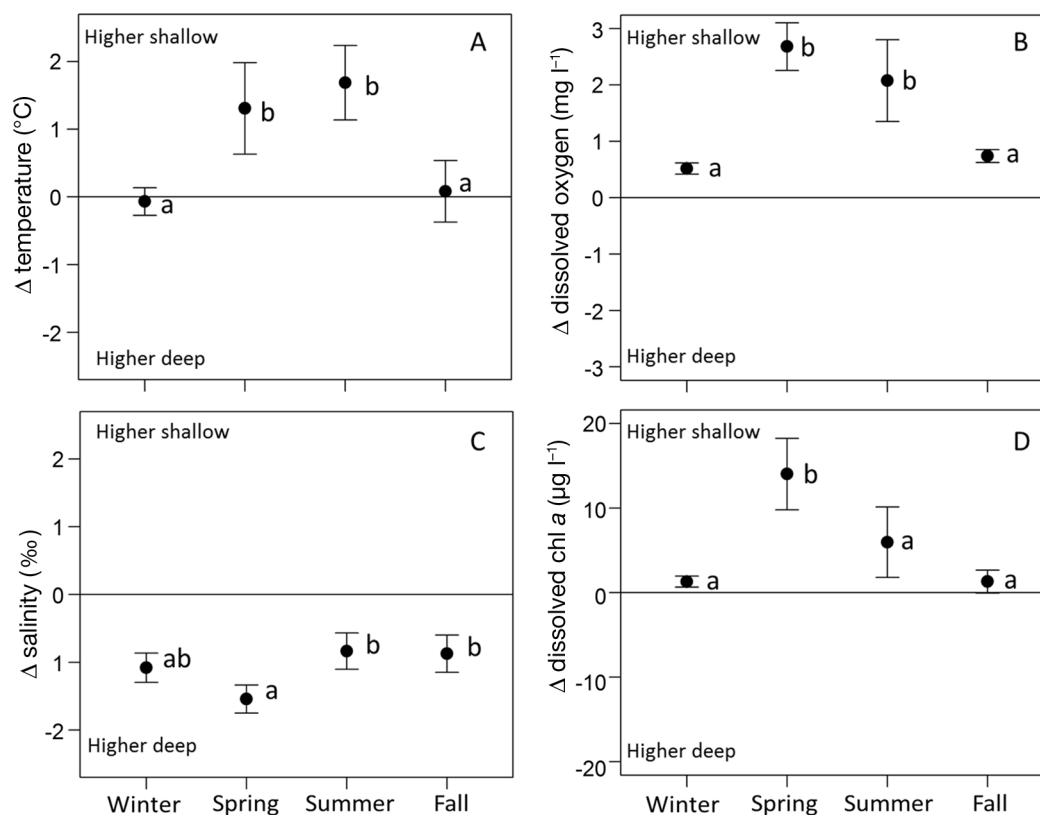 Higher shallow
A
Δ temperature (°C)
2
1
0
-1
-2
b
b
a
a
Higher deep
Higher shallow
B
Δ dissolved oxygen (mg l⁻¹)
3
2
1
0
-1
-2
-3
b
b
a
a
Higher deep
Higher shallow
C
Δ salinity (‰)
2
1
0
1
-2
ab
a
b
b
Higher deep
Winter Spring Summer Fall
Higher shallow
D
Δ dissolved chl a (µg l⁻¹)
20
10
0
-10
-20
b
a
a
a
Higher deep
Winter Spring Summer Fall